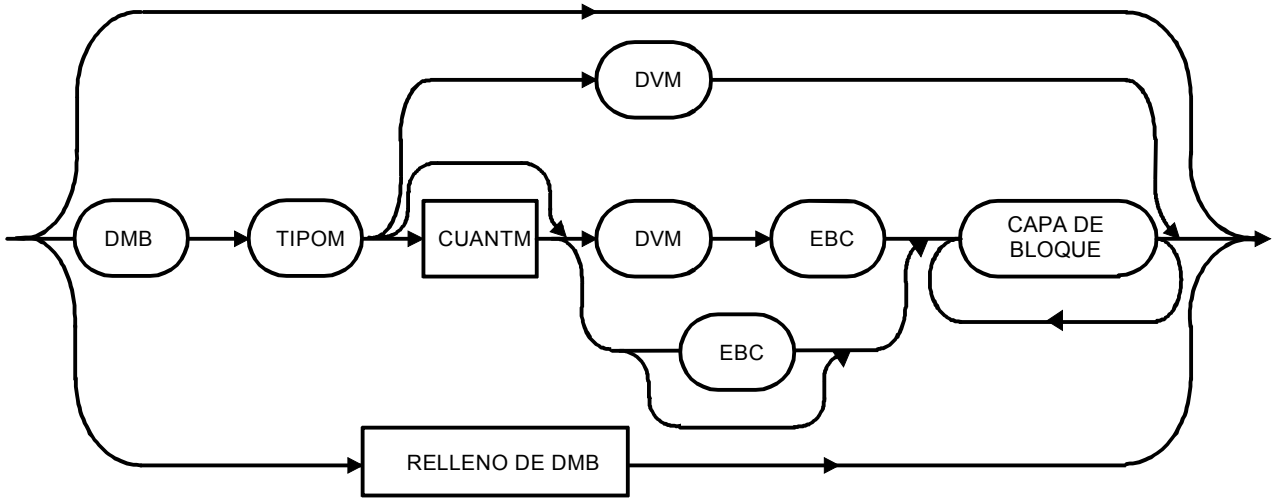 DVM
DMB
TIPOM
CUANTM
DVM
EBC
CAPA DE
BLOQUE
EBC
RELLENO DE DMB